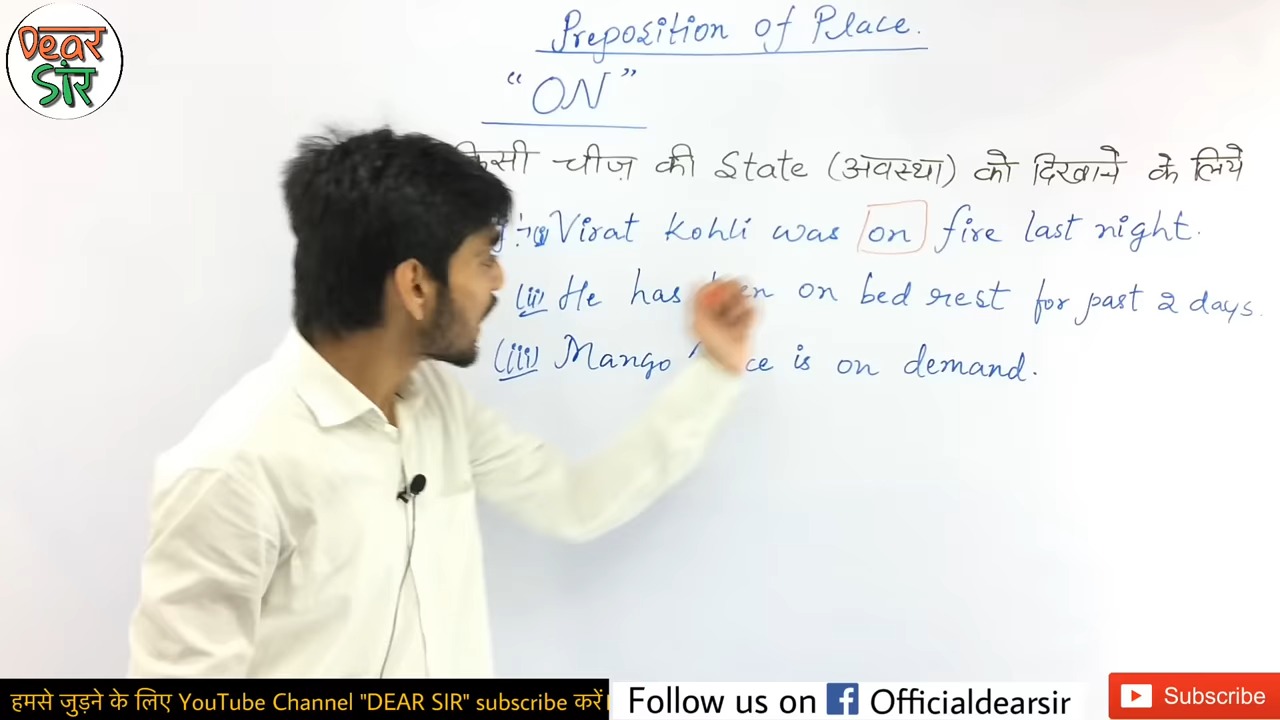 Dear
सर
Preposition of Place.
"ON"
किसी चीज़ की State (अवस्था) को दिखाने के लिये
(i) Virat Kohli was on fire last night.
(ii) He has been on bed rest for past 2 days.
(iii) Mango is on demand.
हमसे जुड़ने के लिए YouTube Channel "DEAR SIR" subscribe करें।
Follow us on Officialdearsir
Subscribe